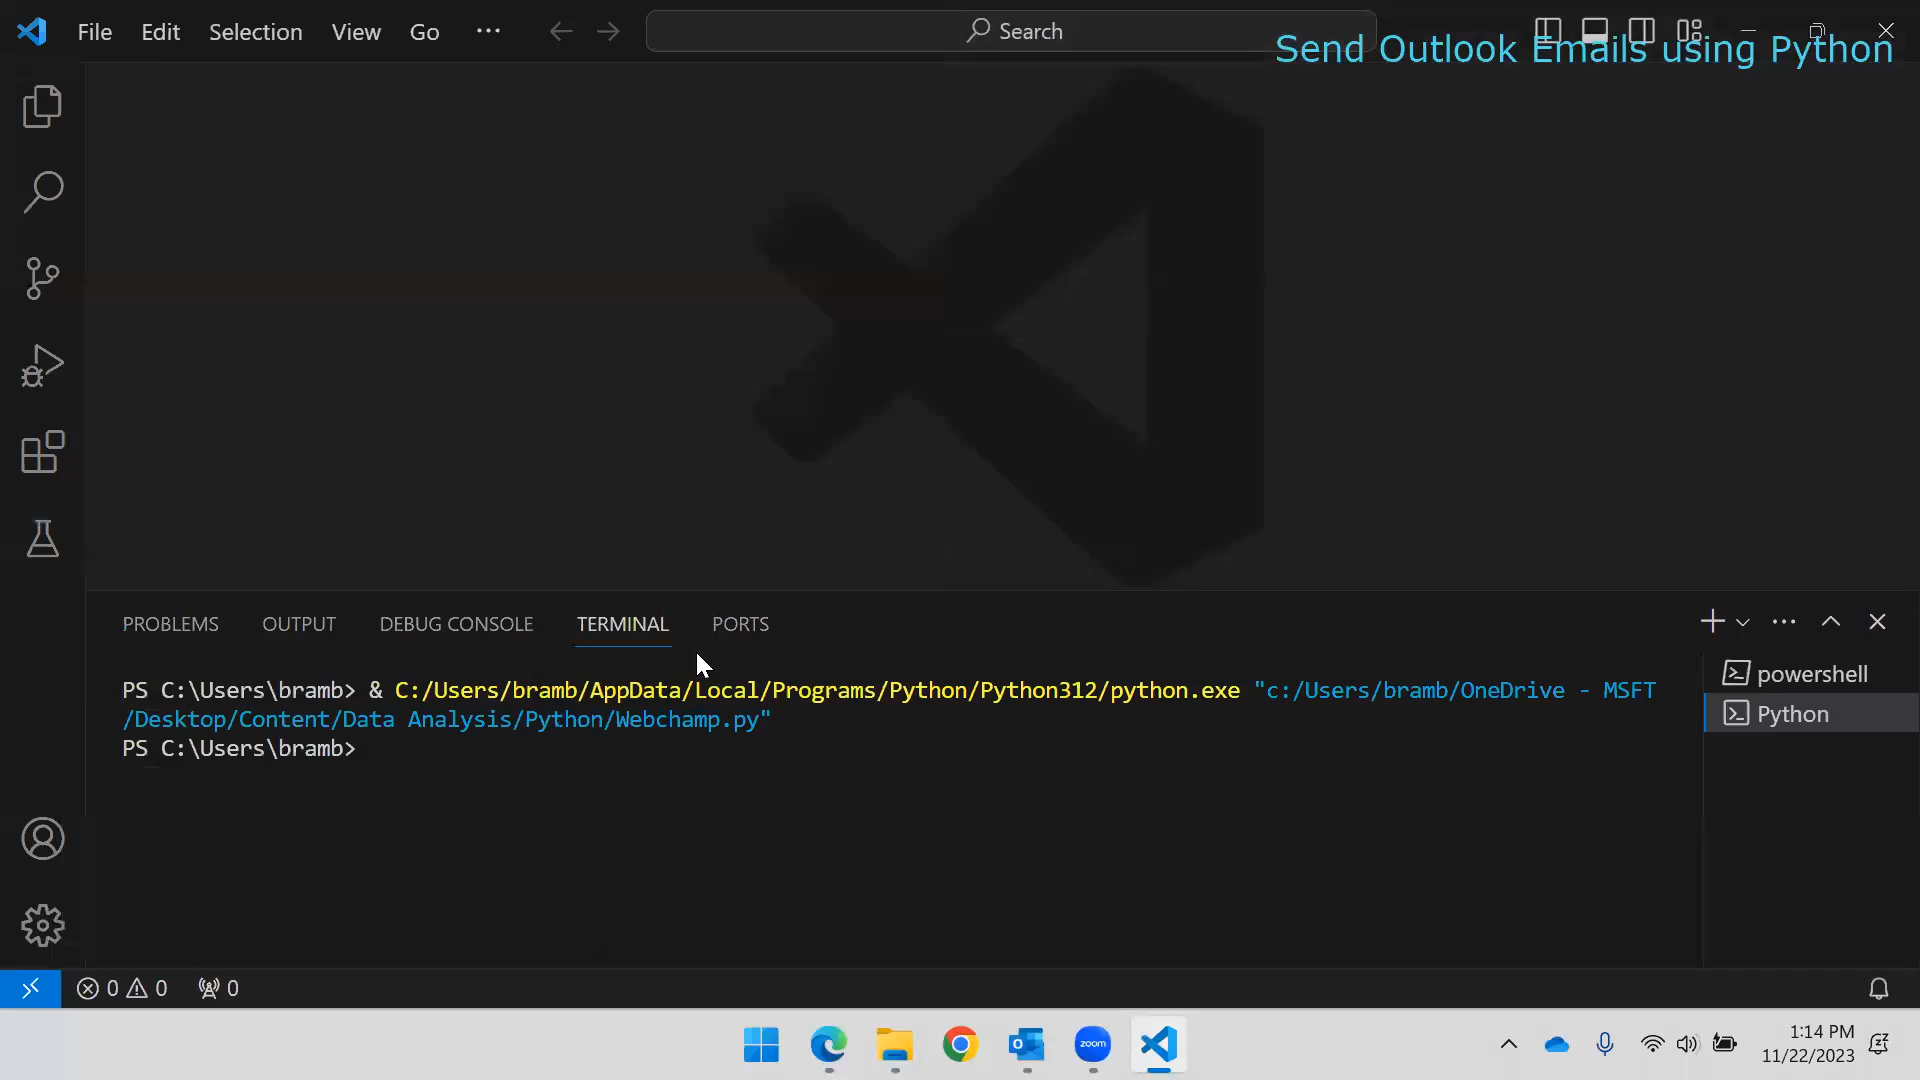 File Edit Selection View Go ... Search
Send Outlook Emails using Python
PROBLEMS OUTPUT DEBUG CONSOLE TERMINAL PORTS
PS C:\Users\bramb> & C:/Users/bramb/AppData/Local/Programs/Python/Python312/python.exe "c:/Users/bramb/OneDrive - MSFT
/Desktop/Content/Data Analysis/Python/Webchamp.py"
PS C:\Users\bramb>
powershell
Python
0 0 0
zoom
1:14 PM
11/22/2023